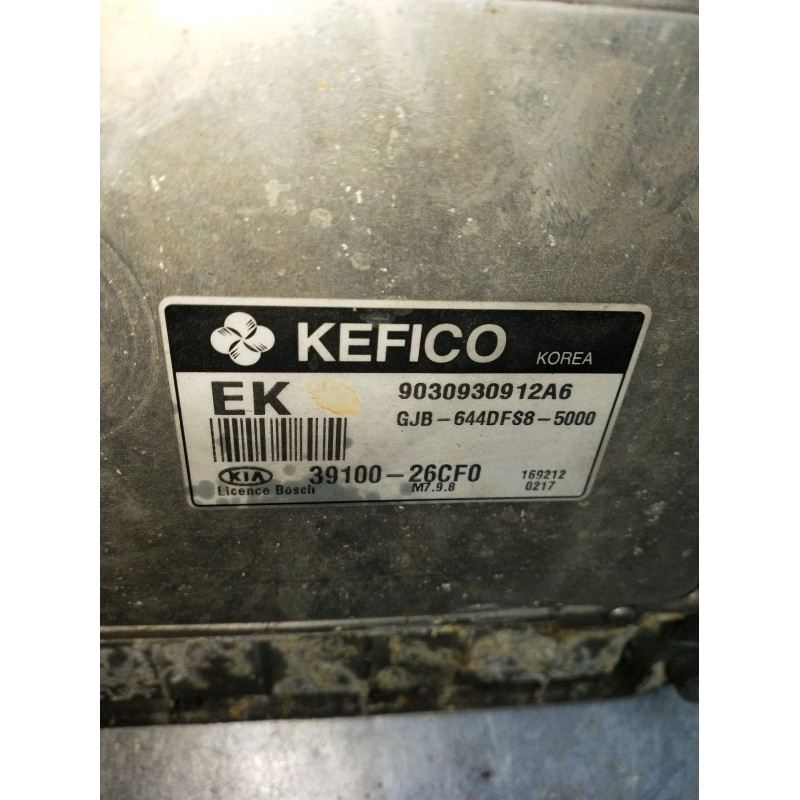 KEFICO KOREA
EK 9030930912A6
GJB-644DFS8-5000
KIA 39100-26CF0 169212
Licence Bosch M7.9.8 0217